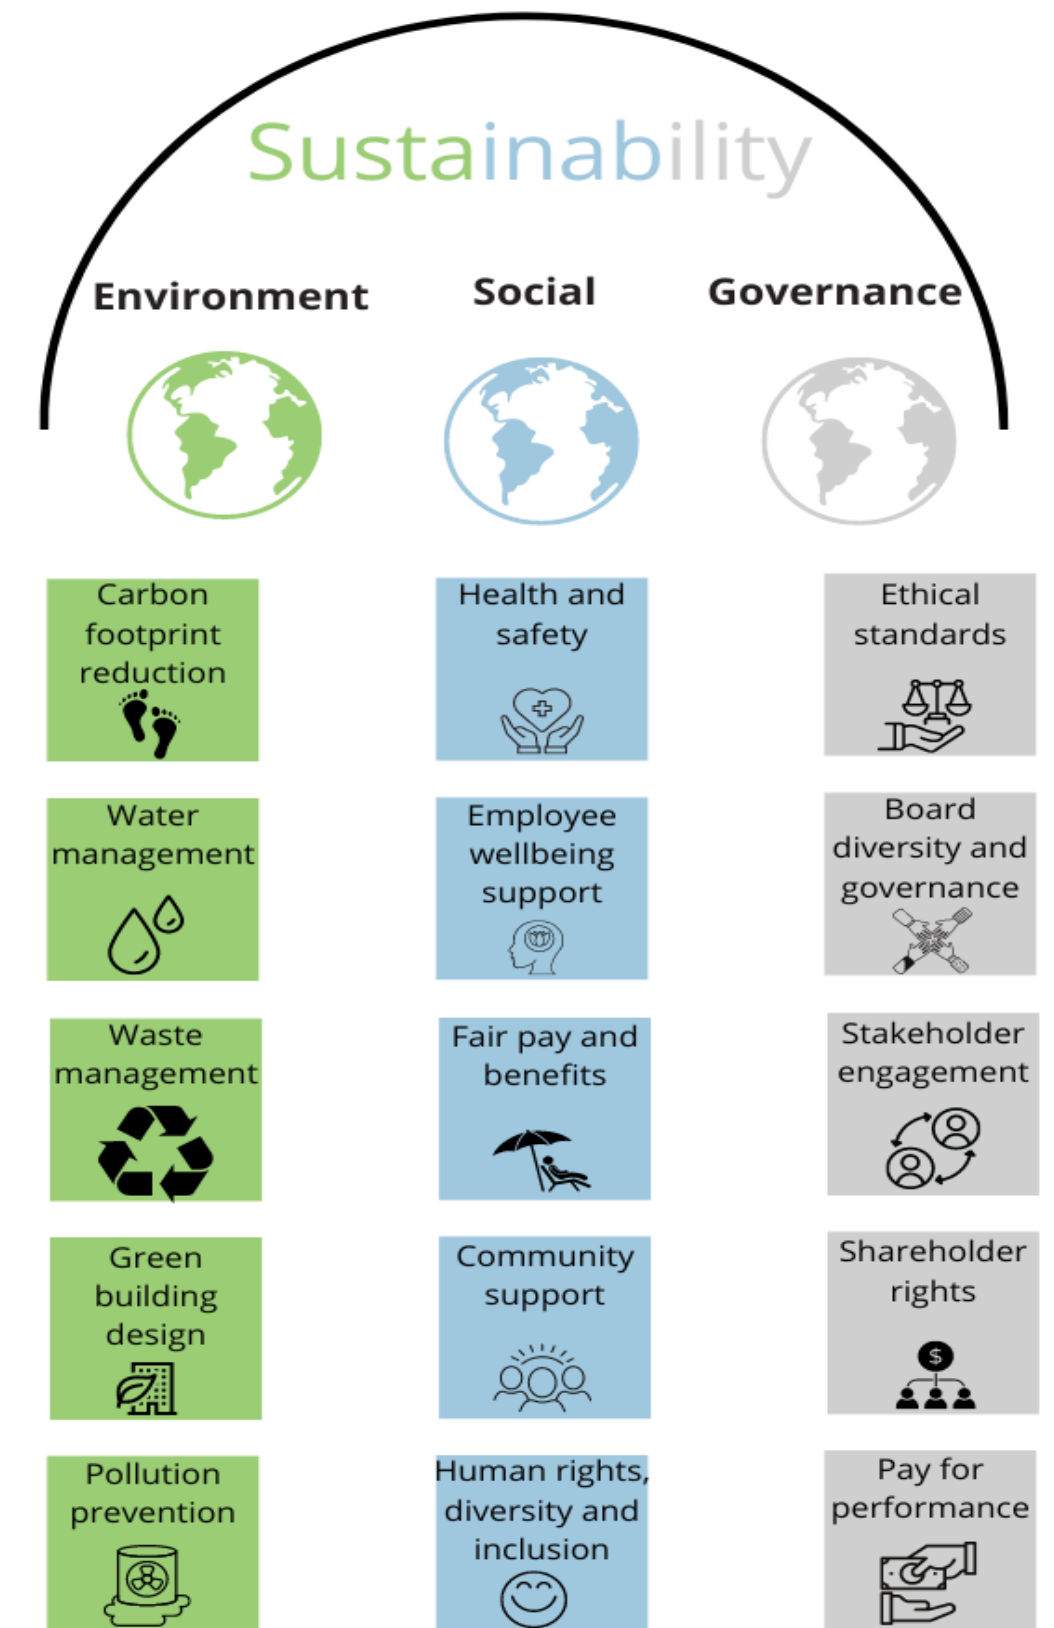 Sustainability
Environment
Social
Governance
Carbon
footprint
reduction
Health and
safety
Ethical
standards
Water
management
Employee
wellbeing
support
Board
diversity and
governance
Waste
management
Fair pay and
benefits
Stakeholder
engagement
Green
building
design
Community
support
Shareholder
rights
$
Pollution
prevention
Human rights,
diversity and
inclusion
Pay for
performance